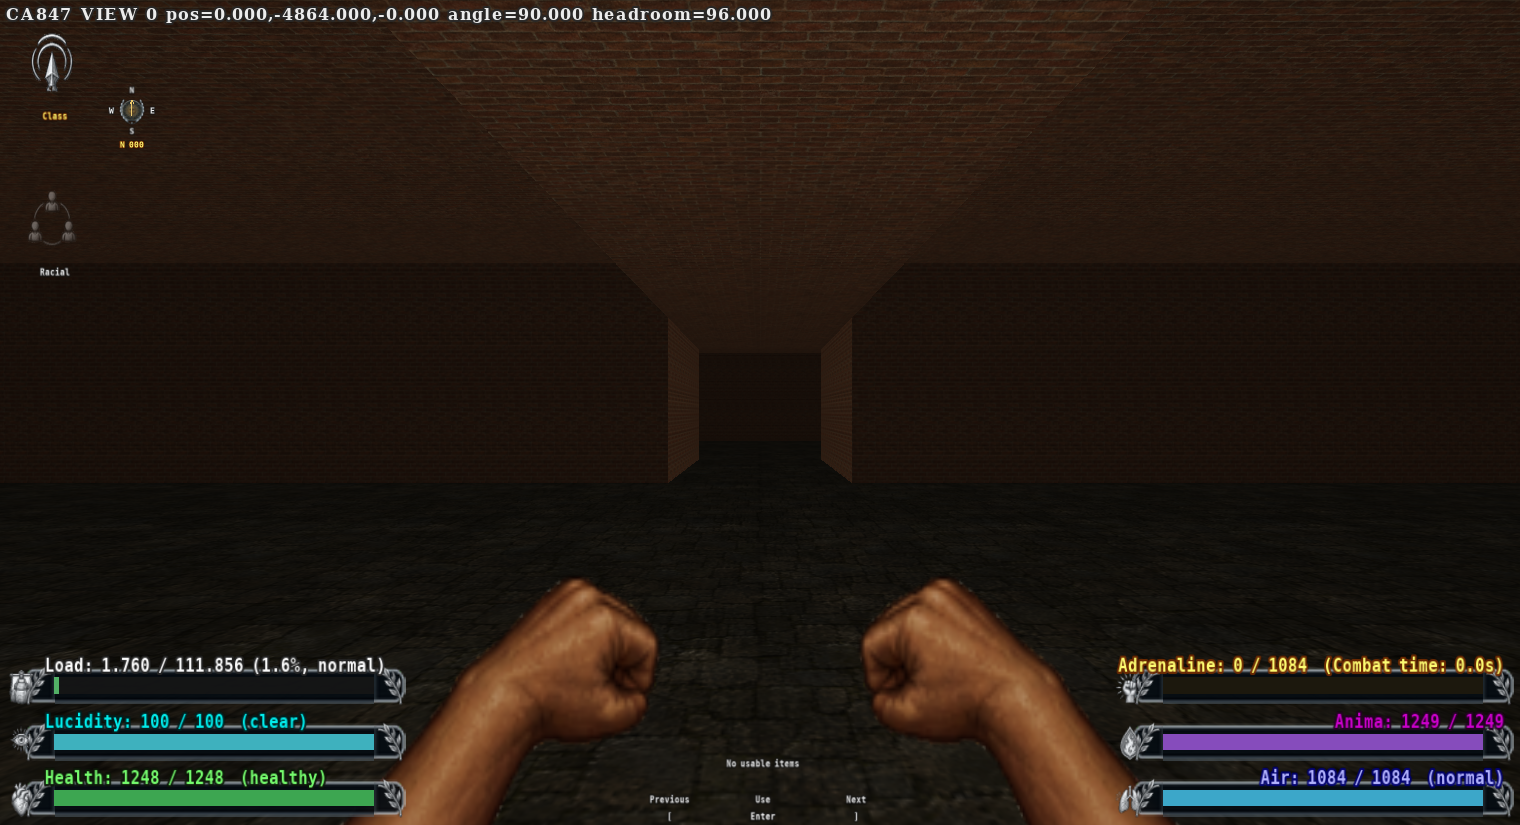 CA847 VIEW 0 pos=0.000,-4864.000,-0.000 angle=90.000 headroom=96.000
N
W E
Class
S
N 000
Racial
Load: 1.760 / 111.856 (1.6%, normal)
Adrenaline: 0 / 1084 (Combat time: 0.0s)
Lucidity: 100 / 100 (clear)
Anima: 1249 / 1249
No usable items
Health: 1248 / 1248 (healthy)
Air: 1084 / 1084 (normal)
Previous Use Next
[ Enter ]